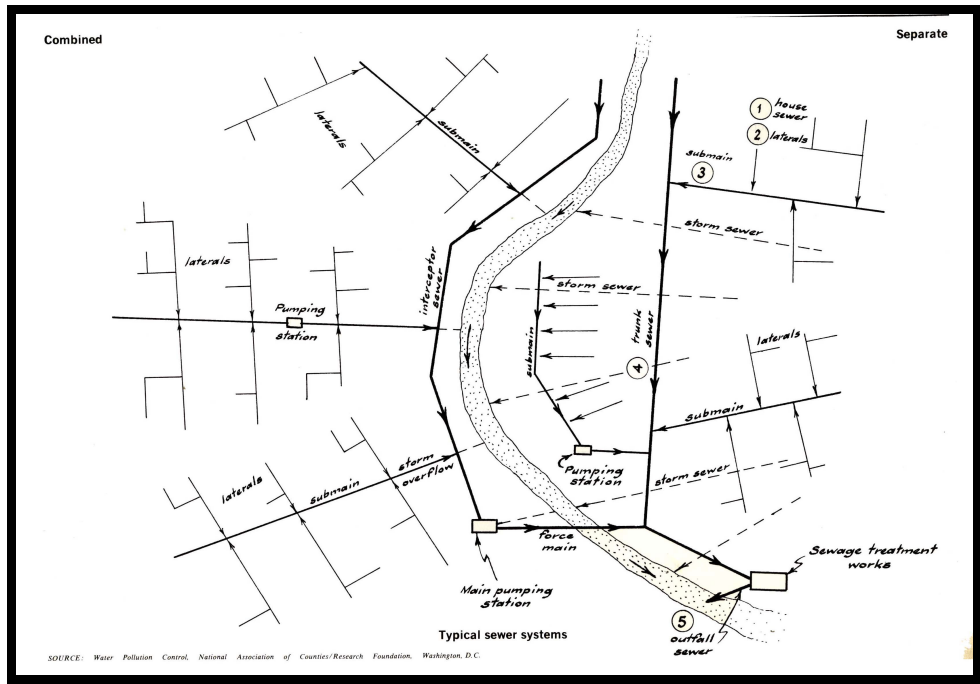 Combined
Separate
laterals
submain
1 house
sewer
2 laterals
submain
3
storm sewer
laterals
interceptor
sewer
storm sewer
Pumping
station
submain
trunk
sewer
4
laterals
submain
storm
overflow
submain
laterals
Pumping
station
storm sewer
force
main
Sewage treatment
works
Main pumping
station
5
outfall
sewer
Typical sewer systems
SOURCE: Water Pollution Control, National Association of Counties/Research Foundation, Washington, D.C.